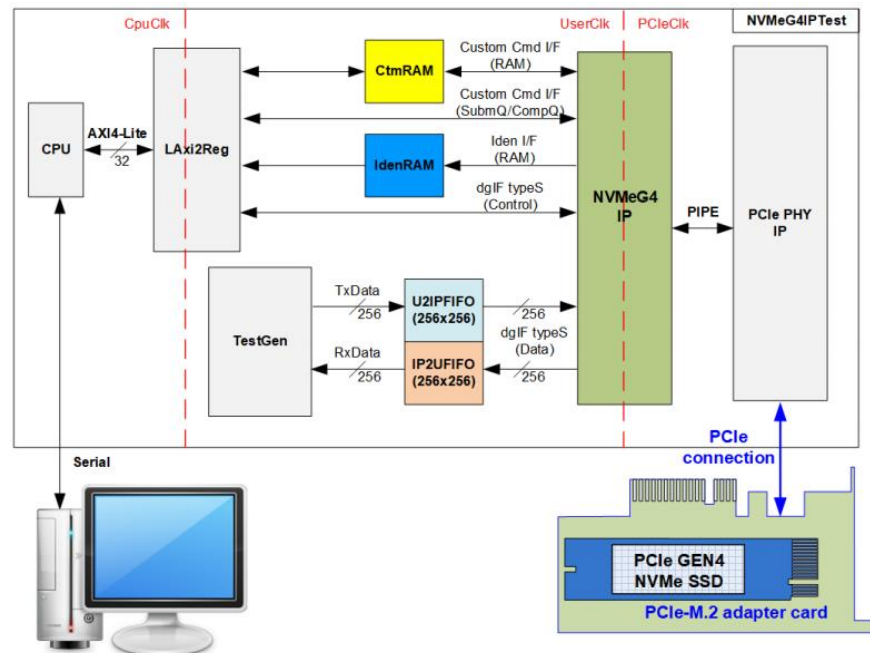 CpuClk
UserClk
PCIeClk
NVMeG4IPTest
Custom Cmd I/F
(RAM)
CtmRAM
Custom Cmd I/F
(SubmQ/CompQ)
AXI4-Lite
32
CPU
LAxi2Reg
Iden I/F
(RAM)
IdenRAM
dgIF typeS
(Control)
NVMeG4
IP
PIPE
PCIe PHY
IP
TxData
256
U2IPFIFO
(256x256)
256
TestGen
dgIF typeS
(Data)
RxData
256
IP2UFIFO
(256x256)
256
Serial
PCIe
connection
PCIe GEN4
NVMe SSD
PCIe-M.2 adapter card